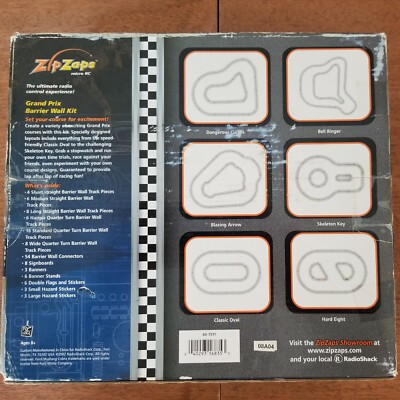 ZipZaps
micro RC
The ultimate radio
control experience!
Grand Prix
Barrier Wall Kit
Set your course for excitement!
Create a variety of exciting Grand Prix
courses with this kit. Specially designed
layouts include everything from the speed-
friendly Classic Oval to the challenging
Skeleton Key. Grab a stopwatch and run
your own time trials, race against your
friends, even experiment with your own
course designs. Guaranteed to provide
lap after lap of racing fun!
What's inside:
• 4 Short Straight Barrier Wall Track Pieces
• 6 Medium Straight Barrier Wall
Track Pieces
• 8 Long Straight Barrier Wall Track Pieces
• 6 Narrow Quarter Turn Barrier Wall
Track Pieces
• 16 Standard Quarter Turn Barrier Wall
Track Pieces
• 8 Wide Quarter Turn Barrier Wall
Track Pieces
• 54 Barrier Wall Connectors
• 8 Signboards
• 3 Banners
• 6 Banner Stands
• 6 Double Flags and Stickers
• 3 Small Hazard Stickers
• 3 Large Hazard Stickers
Ages 8+
Dangerous Curves
Bell Ringer
Blazing Arrow
Skeleton Key
Classic Oval
Hard Eight
08A04
Visit the ZipZaps Showroom at
www.zipzaps.com
and your local R RadioShack